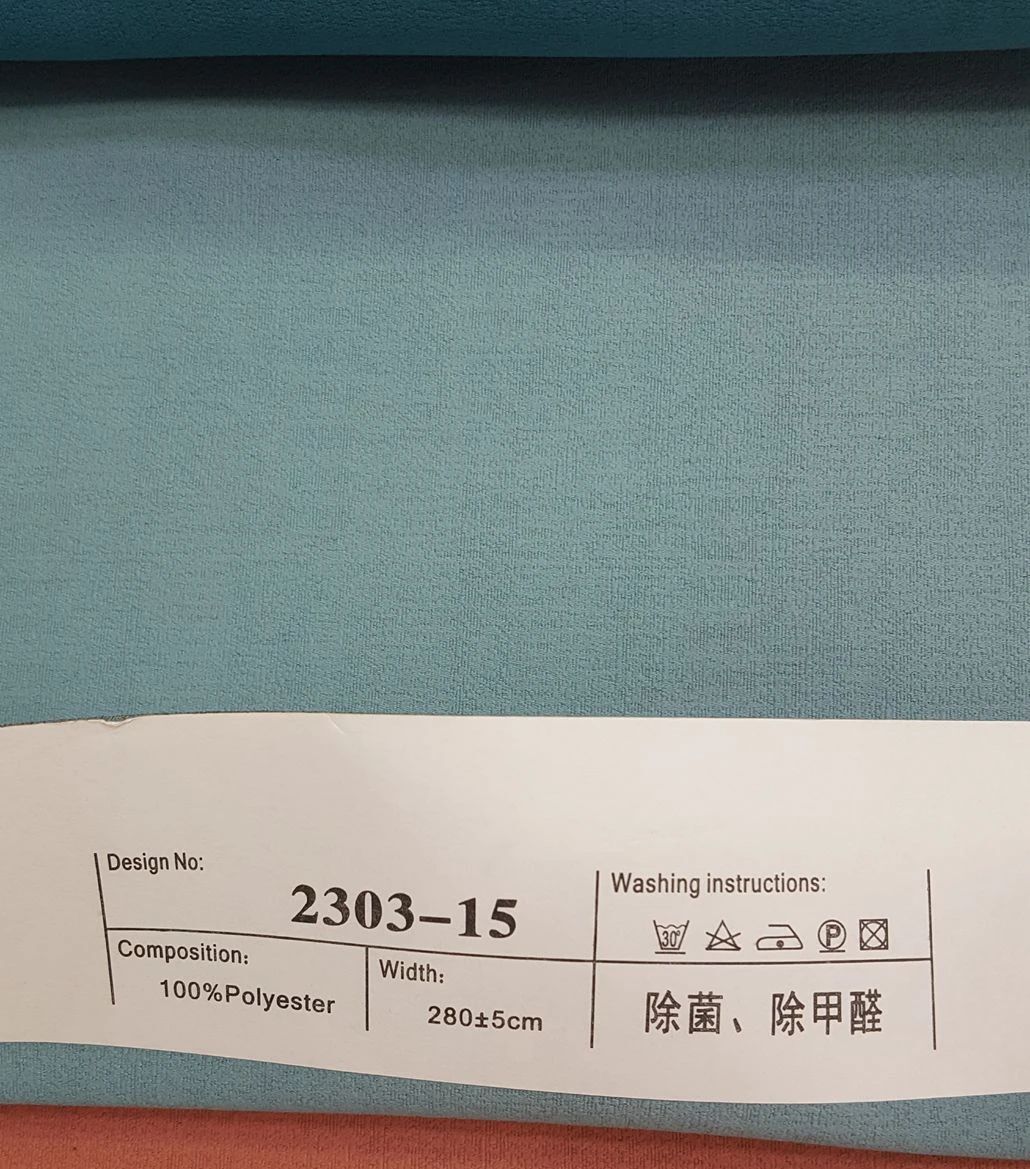 Design No:
2303-15
Composition:
100%Polyester
Width:
280±5cm
Washing instructions:
30° P
除菌、除甲醛